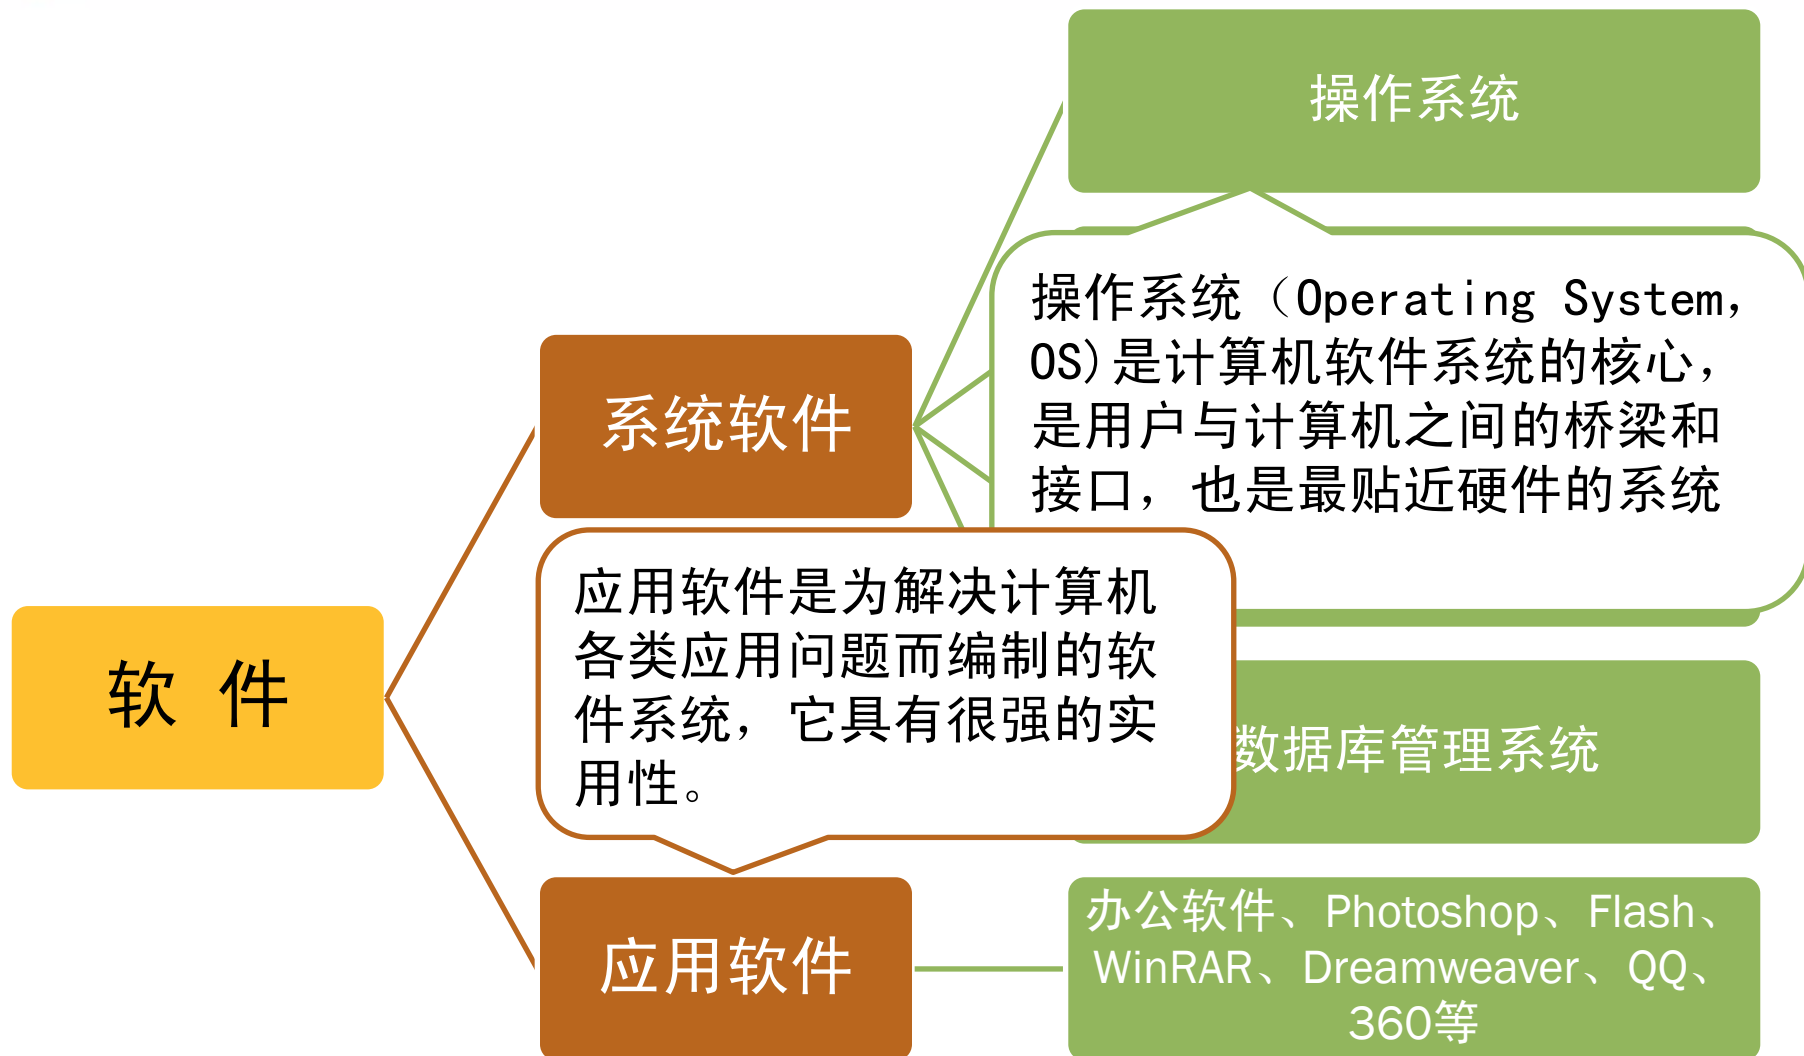 操作系统
操作系统（Operating System，
OS)是计算机软件系统的核心，
是用户与计算机之间的桥梁和
接口，也是最贴近硬件的系统
系统软件
应用软件是为解决计算机
各类应用问题而编制的软
件系统，它具有很强的实
用性。
软 件
数据库管理系统
应用软件
办公软件、Photoshop、Flash、
WinRAR、Dreamweaver、QQ、
360等